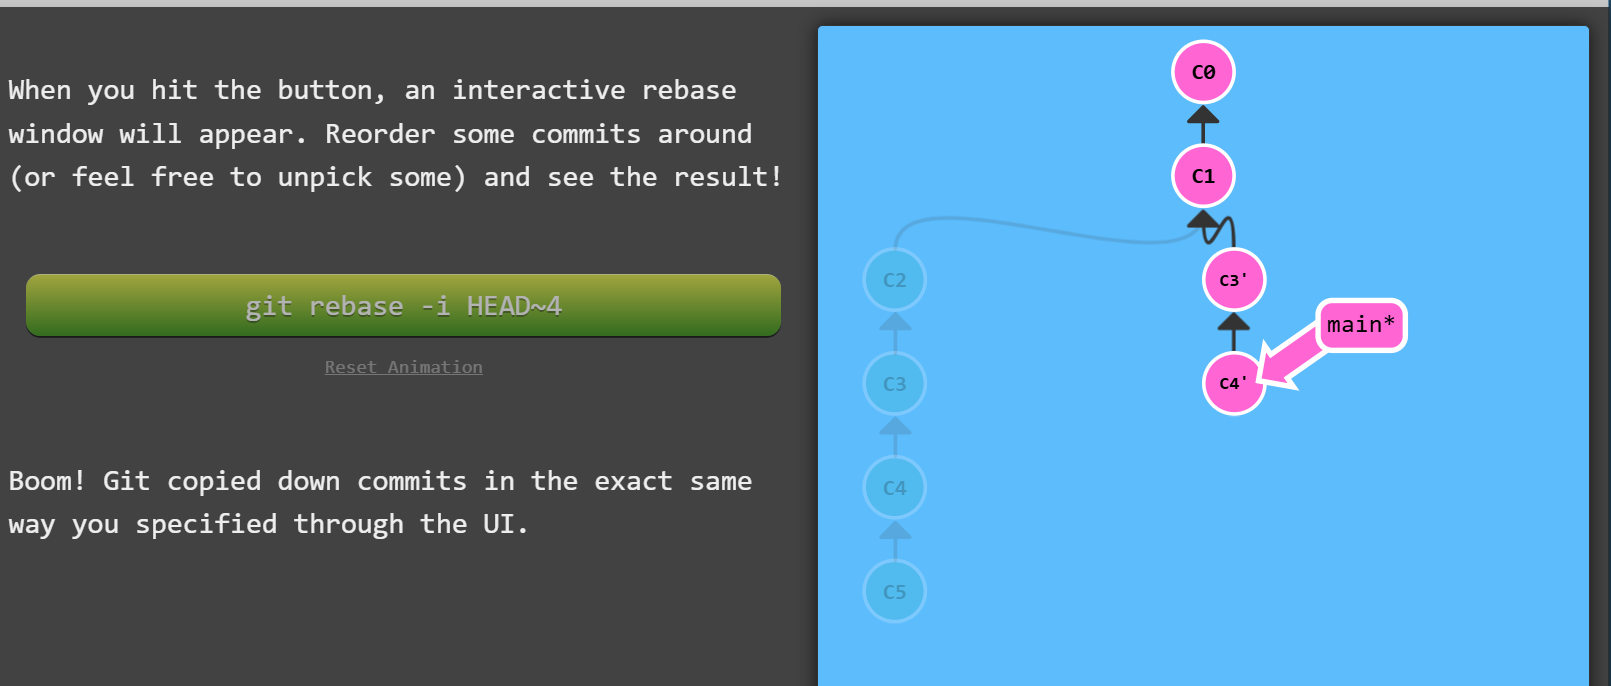 When you hit the button, an interactive rebase
window will appear. Reorder some commits around
(or feel free to unpick some) and see the result!
git rebase -i HEAD~4
Reset Animation
Boom! Git copied down commits in the exact same
way you specified through the UI.
C0
C1
C2
C3'
main*
C3
C4'
C4
C5